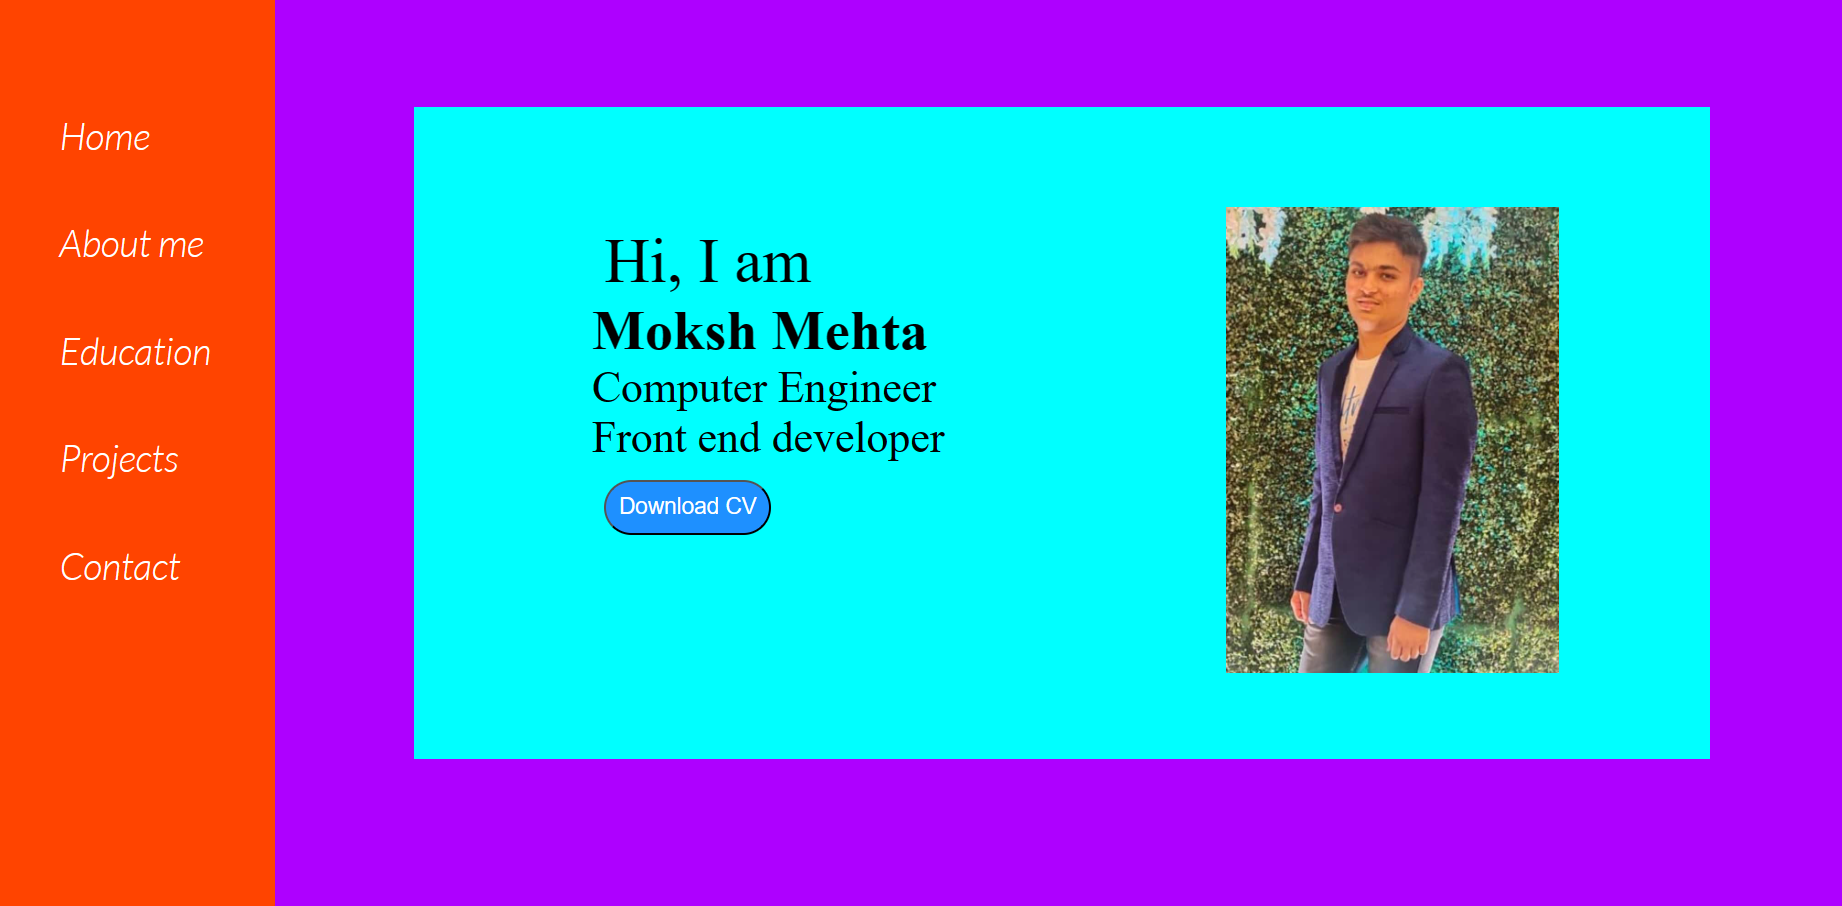 Home
About me
Education
Projects
Contact
Hi, I am
Moksh Mehta
Computer Engineer
Front end developer
Download CV